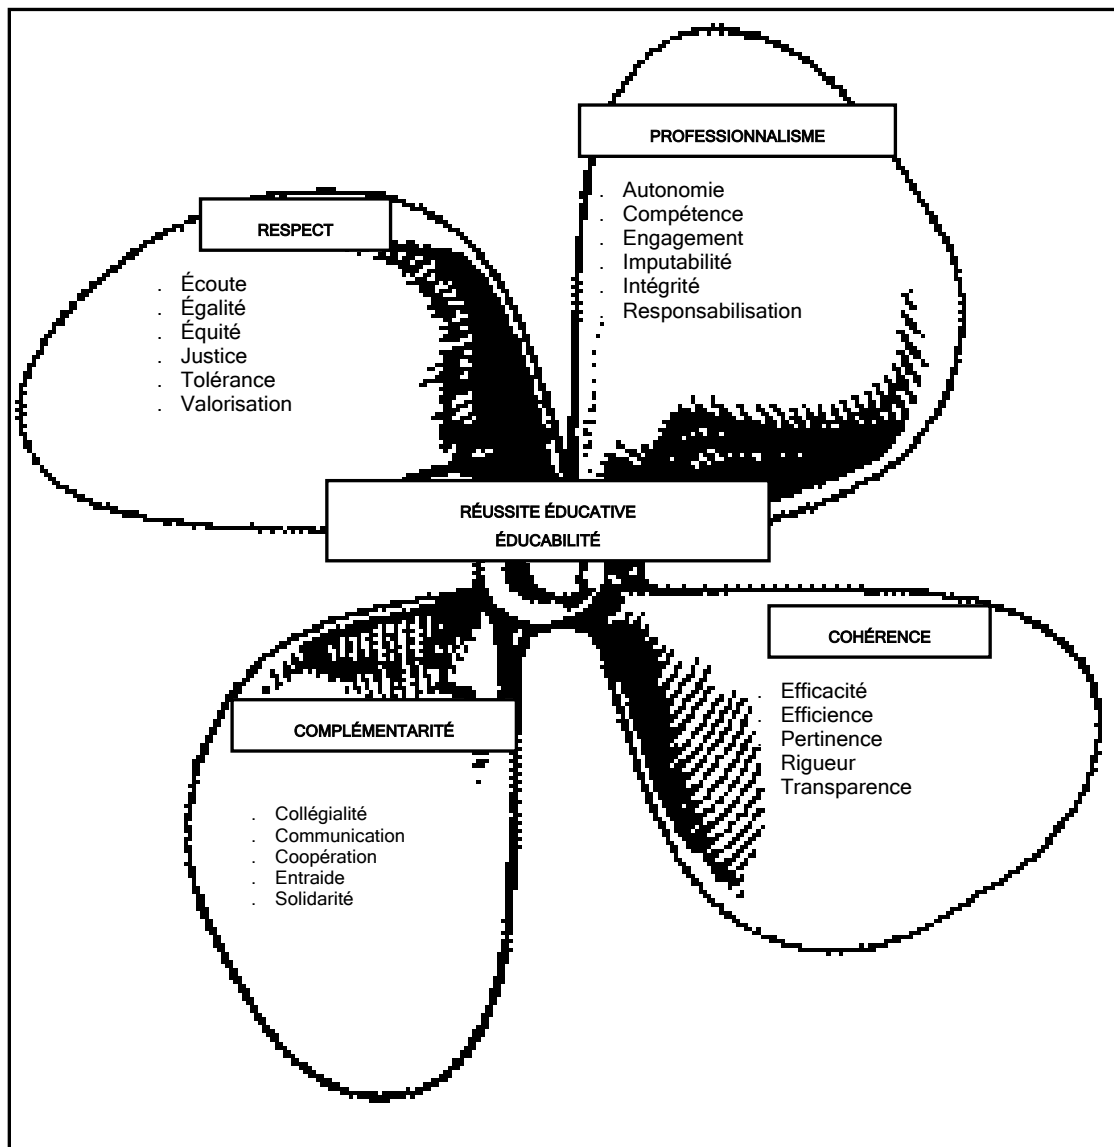 PROFESSIONNALISME
. Autonomie
. Compétence
. Engagement
. Imputabilité
. Intégrité
. Responsabilisation
RESPECT
. Écoute
. Égalité
. Équité
. Justice
. Tolérance
. Valorisation
RÉUSSITE ÉDUCATIVE
ÉDUCABILITÉ
COHÉRENCE
. Efficacité
. Efficience
. Pertinence
. Rigueur
. Transparence
COMPLÉMENTARITÉ
. Collégialité
. Communication
. Coopération
. Entraide
. Solidarité